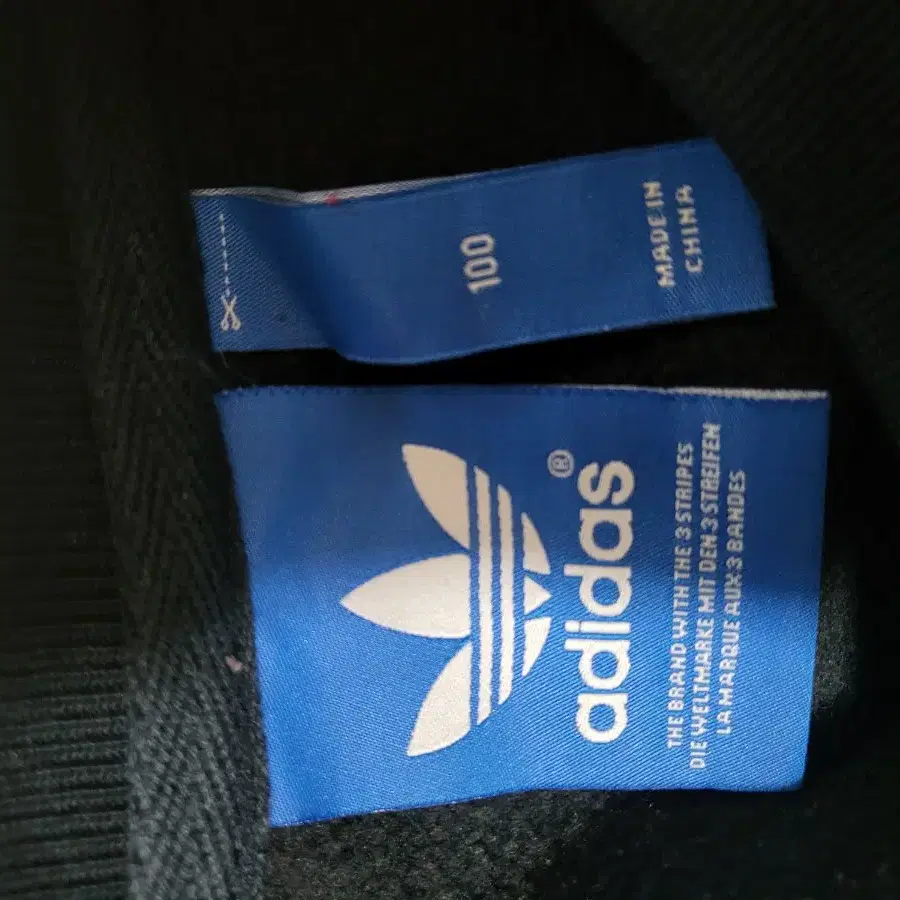 100
MADE IN
CHINA
®
adidas
THE BRAND WITH THE 3 STRIPES
DIE WELTMARKE MIT DEN 3 STREIFEN
LA MARQUE AUX 3 BANDES